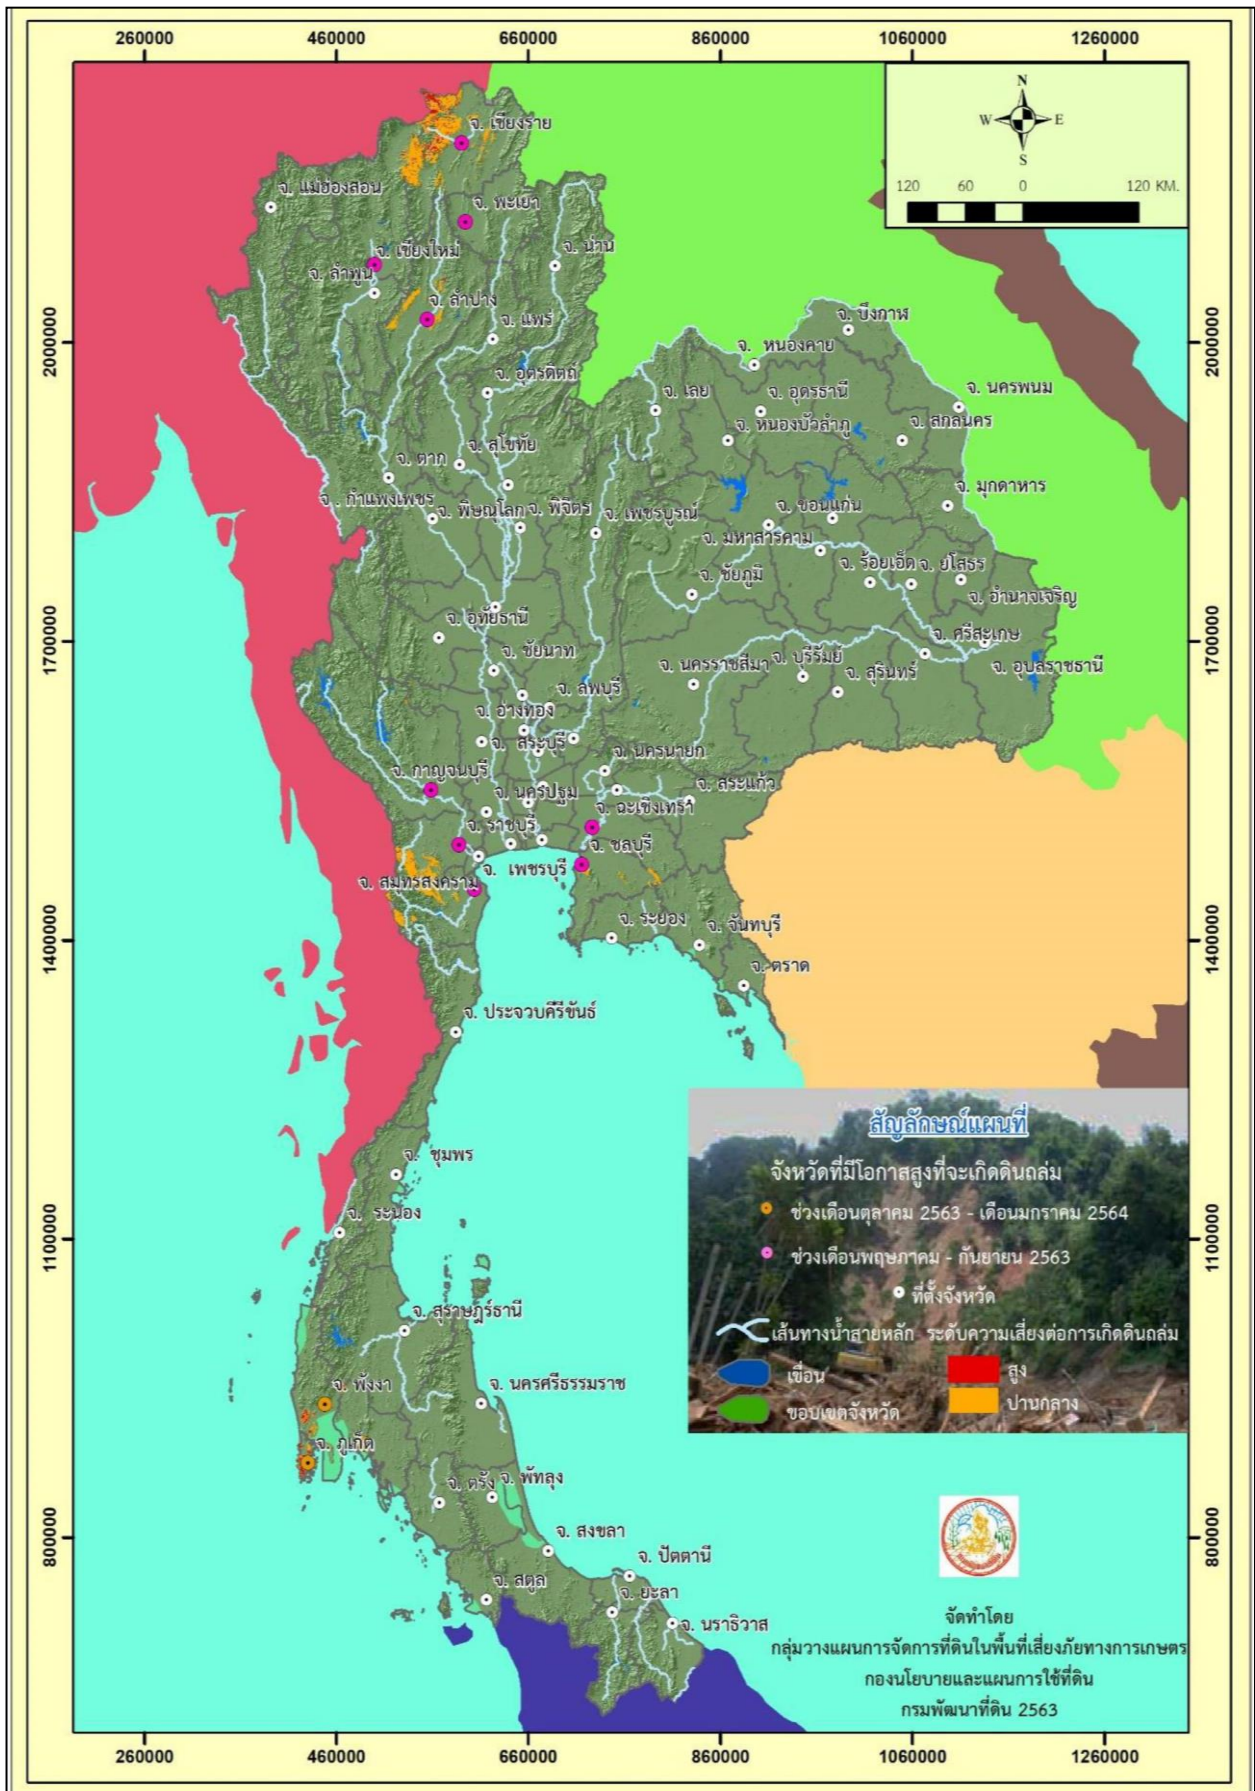 260000 460000 660000 860000 1060000 1260000
N
W E
S
120 60 0 120 KM.
จ. เชียงราย
จ. แม่ฮ่องสอน
จ. พะเยา
จ. เชียงใหม่
จ. น่าน
จ. ลำพูน
จ. ลำปาง
จ. แพร่
จ. บึงกาฬ
2000000 2000000
จ. หนองคาย
จ. อุตรดิตถ์
จ. เลย
จ. อุดรธานี
จ. นครพนม
จ. หนองบัวลำภู
จ. สกลนคร
จ. สุโขทัย
จ. ตาก
จ. มุกดาหาร
จ. กำแพงเพชร
จ. พิษณุโลก
จ. พิจิตร
จ. เพชรบูรณ์
จ. ขอนแก่น
จ. มหาสารคาม
จ. ร้อยเอ็ด
จ. ยโสธร
จ. ชัยภูมิ
จ. อำนาจเจริญ
จ. อุทัยธานี
1700000 1700000
จ. ศรีสะเกษ
จ. ชัยนาท
จ. นครราชสีมา
จ. บุรีรัมย์
จ. สุรินทร์
จ. อุบลราชธานี
จ. ลพบุรี
จ. อ่างทอง
จ. สระบุรี
จ. นครนายก
จ. กาญจนบุรี
จ. สระแก้ว
จ. นครปฐม
จ. ฉะเชิงเทรา
จ. ราชบุรี
จ. ชลบุรี
จ. เพชรบุรี
จ. สมุทรสงคราม
จ. ระยอง
จ. จันทบุรี
1400000 1400000
จ. ตราด
จ. ประจวบคีรีขันธ์
จ. ชุมพร
จ. ระนอง
1100000 1100000
จ. สุราษฎร์ธานี
จ. พังงา
จ. นครศรีธรรมราช
จ. ภูเก็ต
จ. ตรัง
จ. พัทลุง
800000 800000
จ. สงขลา
จ. ปัตตานี
จ. สตูล
จ. ยะลา
จ. นราธิวาส
สัญลักษณ์แผนที่
จังหวัดที่มีโอกาสสูงที่จะเกิดดินถล่ม
ช่วงเดือนตุลาคม 2563 - เดือนมกราคม 2564
ช่วงเดือนพฤษภาคม - กันยายน 2563
ที่ตั้งจังหวัด
เส้นทางน้ำสายหลัก ระดับความเสี่ยงต่อการเกิดดินถล่ม
เขื่อน สูง
ขอบเขตจังหวัด ปานกลาง
จัดทำโดย
กลุ่มวางแผนการจัดการที่ดินในพื้นที่เสี่ยงภัยทางการเกษตร
กองนโยบายและแผนการใช้ที่ดิน
กรมพัฒนาที่ดิน 2563
260000 460000 660000 860000 1060000 1260000